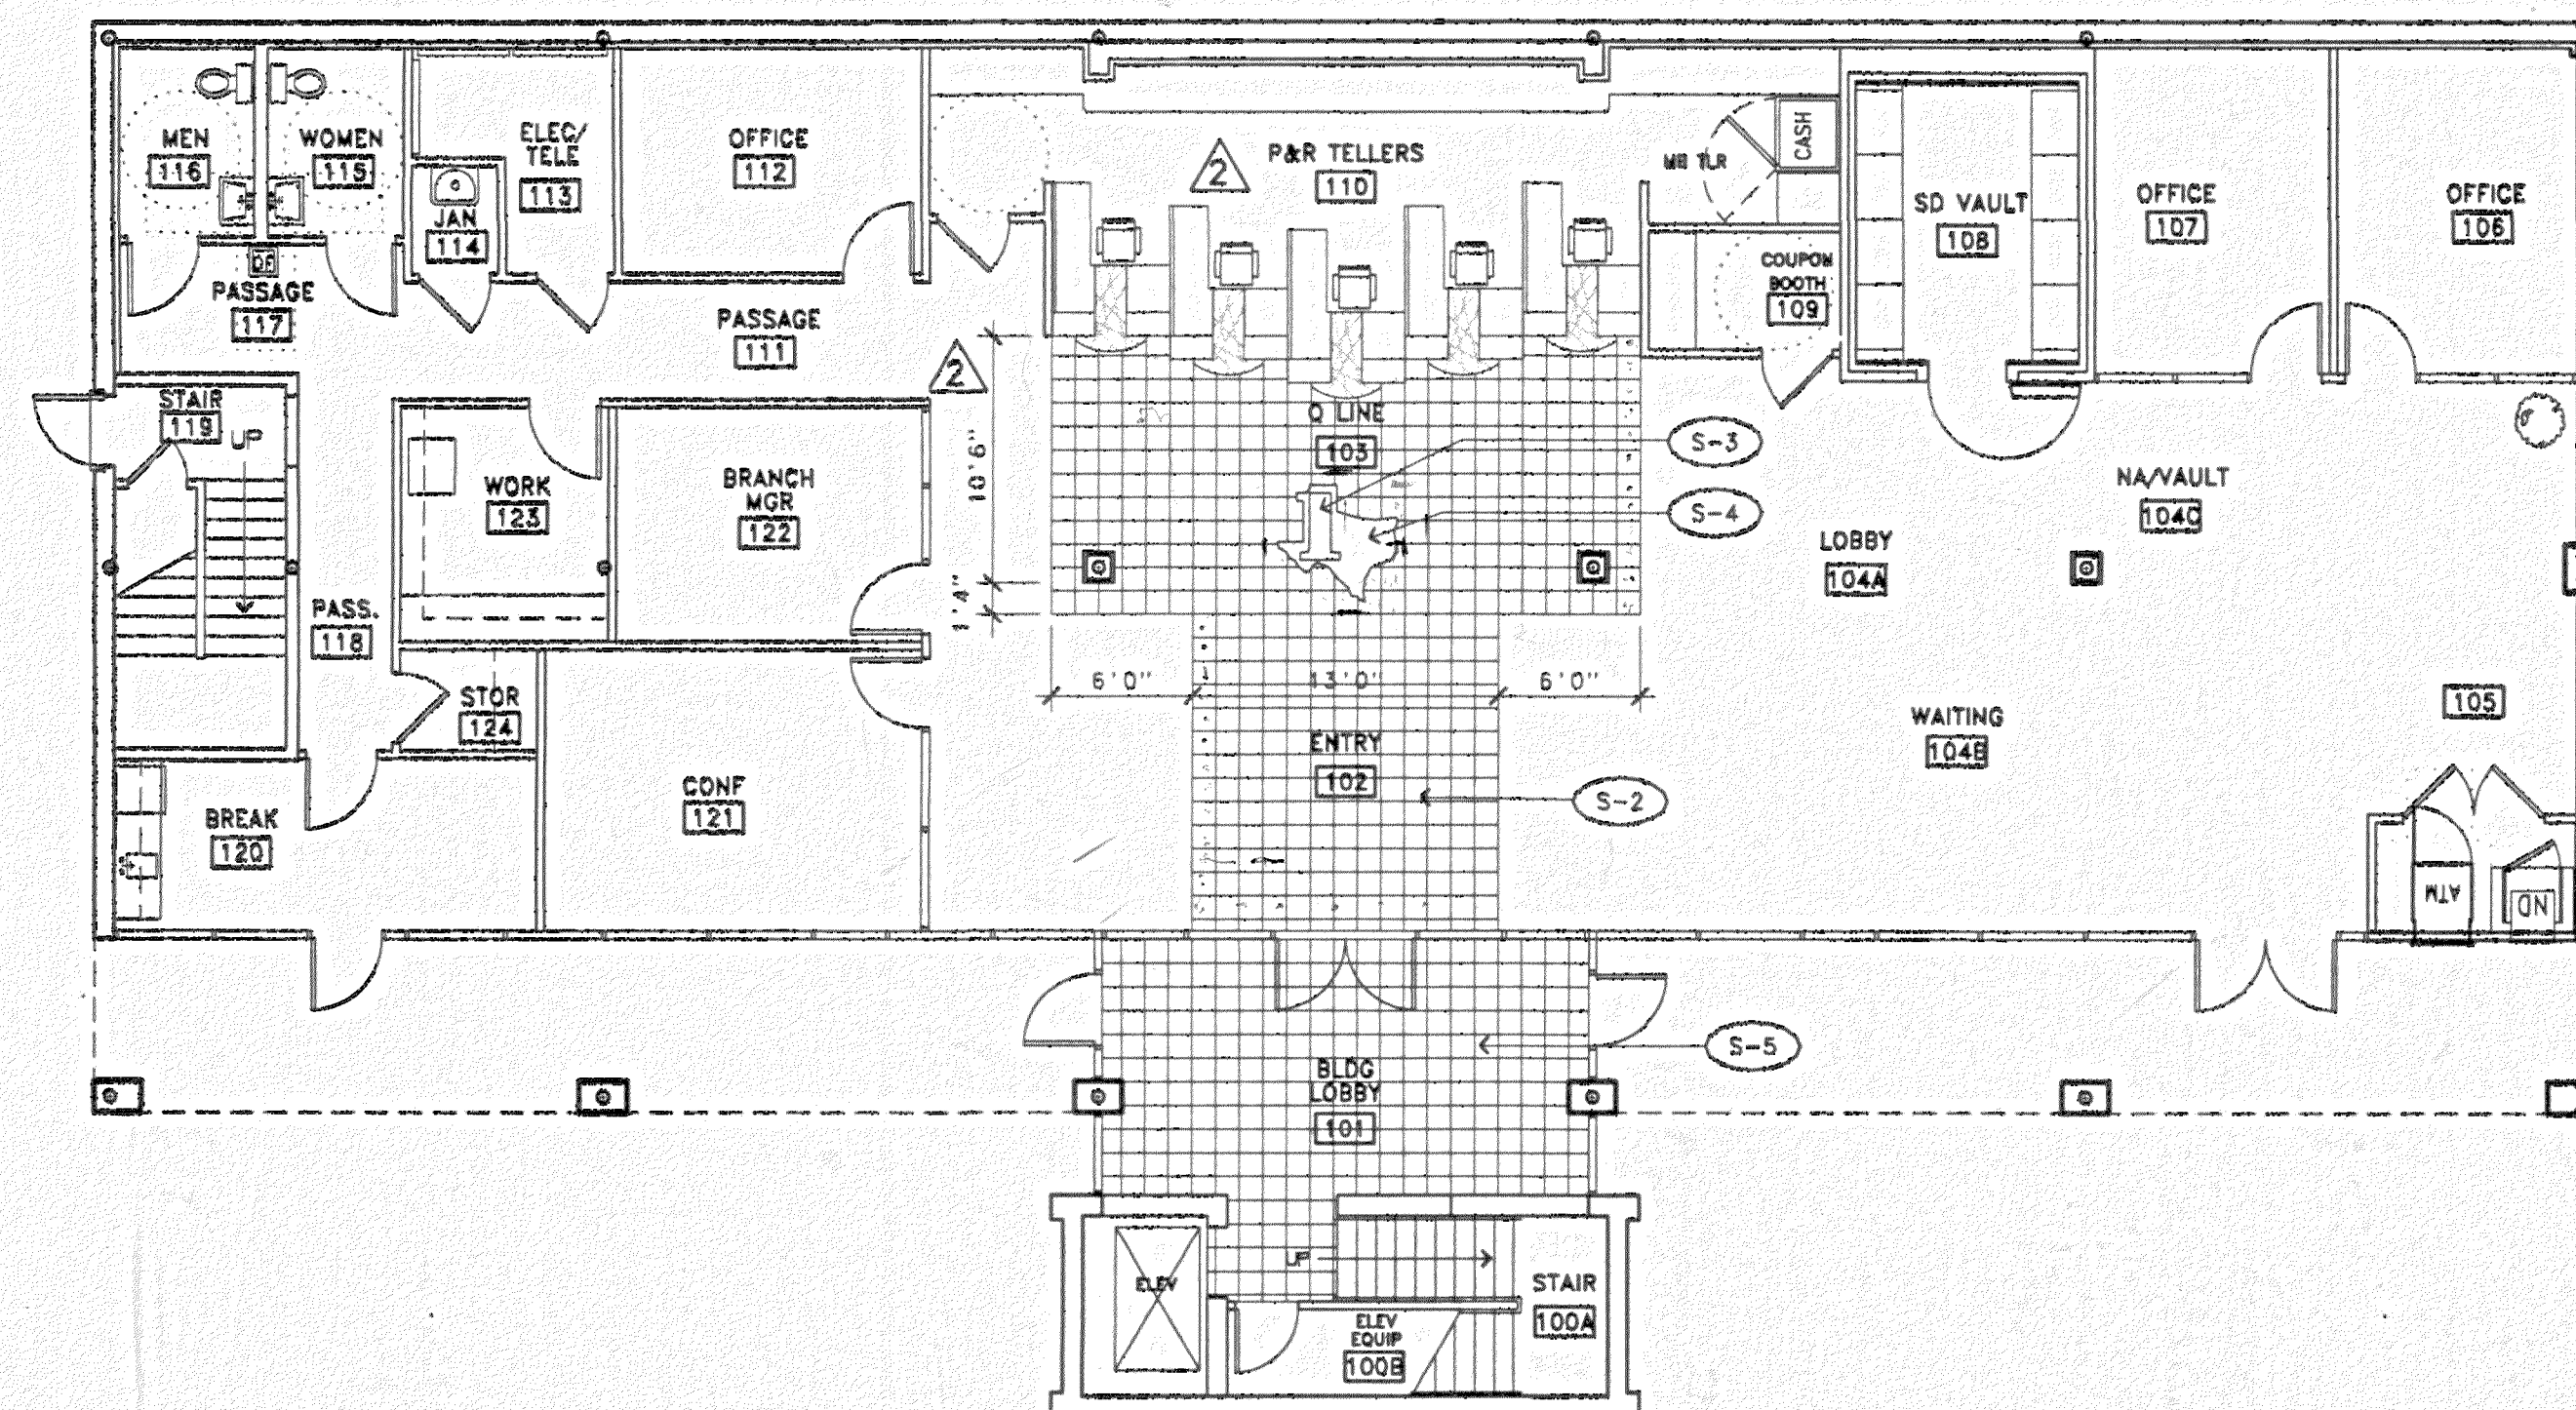 MEN
116
WOMEN
115
ELEC/
TELE
113
JAN
114
OFFICE
112
2
P&R TELLERS
110
CASH
SD VAULT
108
OFFICE
107
OFFICE
106
COUPON
BOOTH
109
DF
PASSAGE
117
PASSAGE
111
2
STAIR
119
UP
Q LINE
103
S-3
S-4
10'6"
1'4"
WORK
123
BRANCH
MGR
122
NA/VAULT
104C
LOBBY
104A
PASS.
118
6'0"
13'0"
6'0"
STOR
124
ENTRY
102
S-2
WAITING
104B
105
CONF
121
BREAK
120
ATM
ND
S-5
BLDG
LOBBY
101
UP
ELEV
STAIR
100A
ELEV
EQUIP
100B